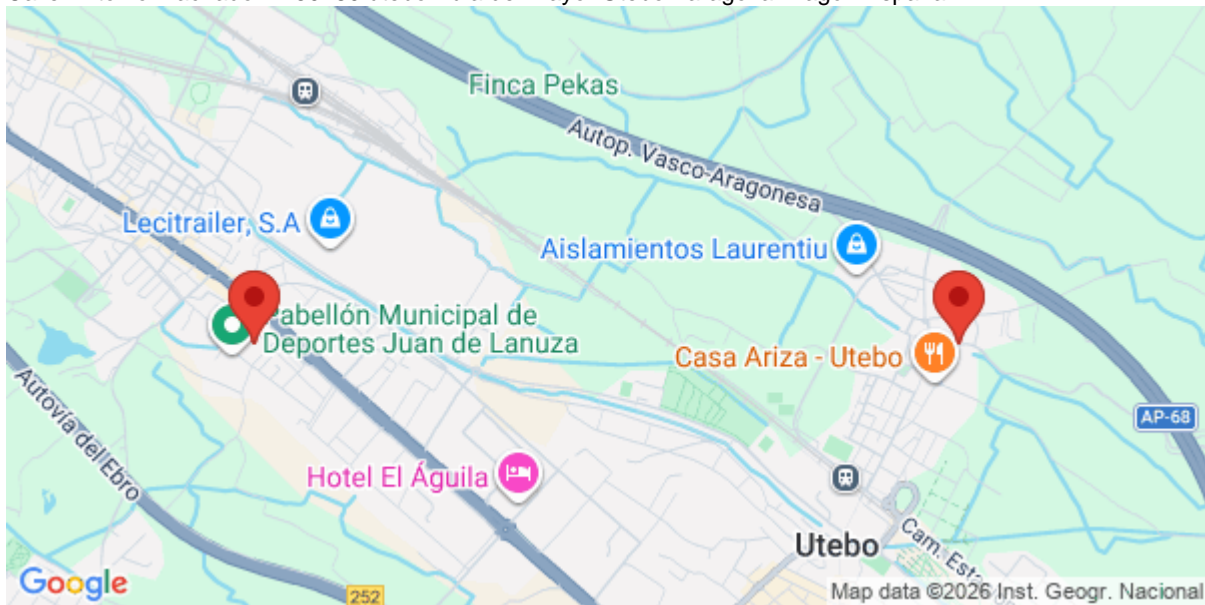 Finca Pekas
Autop. Vasco-Aragonesa
Lecitrailer, S.A
Aislamientos Laurentiu
Pabellón Municipal de
Deportes Juan de Lanuza
Casa Ariza - Utebo
AP-68
Autovía del Ebro
Hotel El Águila
Utebo
Cam. Esta
Google
252
Map data ©2026 Inst. Geogr. Nacional